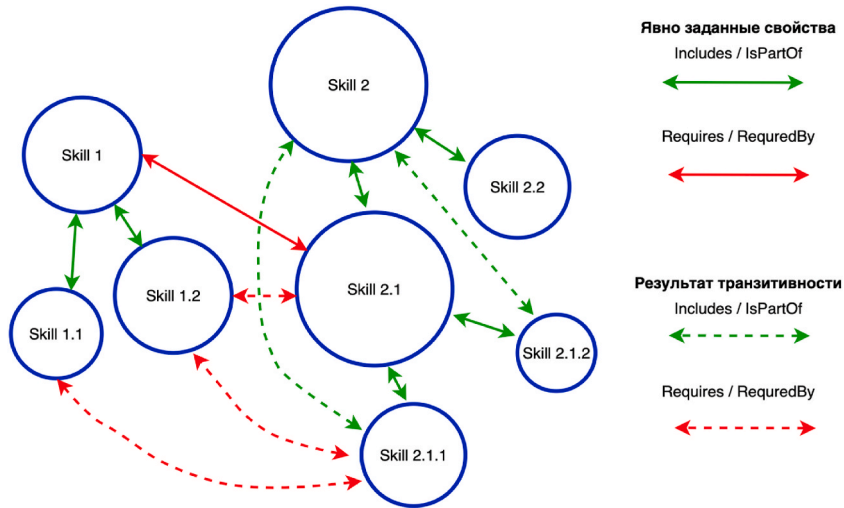 Явно заданные свойства
Includes / IsPartOf
Skill 2
Requires / RequredBy
Skill 1
Skill 2.2
Результат транзитивности
Includes / IsPartOf
Skill 2.1
Skill 1.2
Skill 1.1
Skill 2.1.2
Requires / RequredBy
Skill 2.1.1